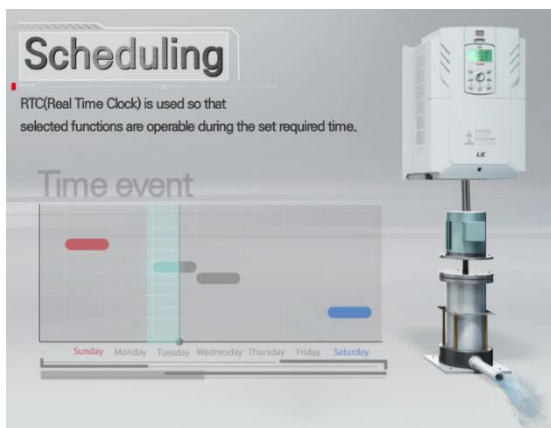 Scheduling
RTC(Real Time Clock) is used so that
selected functions are operable during the set required time.
Time event
Sunday Monday Tuesday Wednesday Thursday Friday Saturday
LS